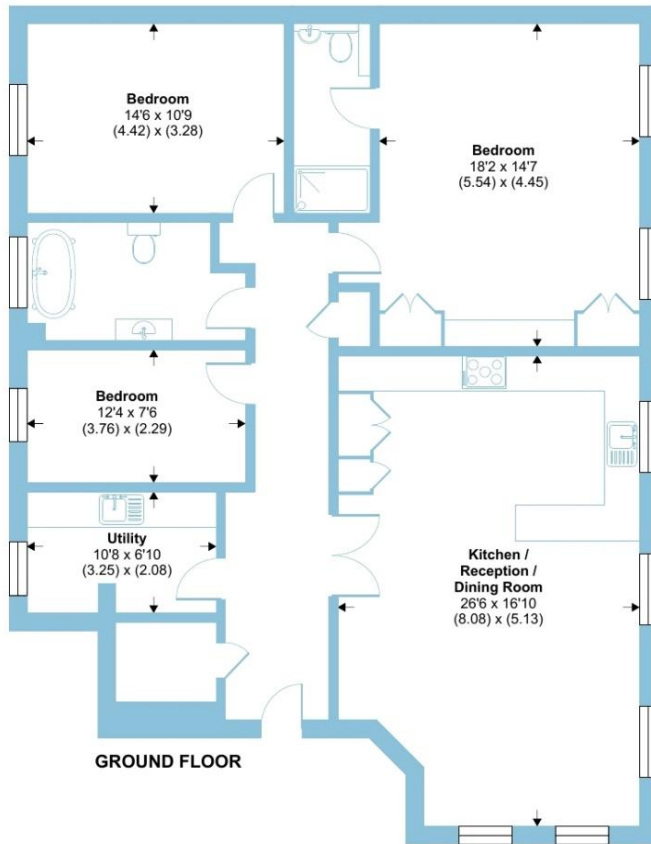 Bedroom
14'6 x 10'9
(4.42) x (3.28)
Bedroom
18'2 x 14'7
(5.54) x (4.45)
Bedroom
12'4 x 7'6
(3.76) x (2.29)
Utility
10'8 x 6'10
(3.25) x (2.08)
Kitchen /
Reception /
Dining Room
26'6 x 16'10
(8.08) x (5.13)
GROUND FLOOR